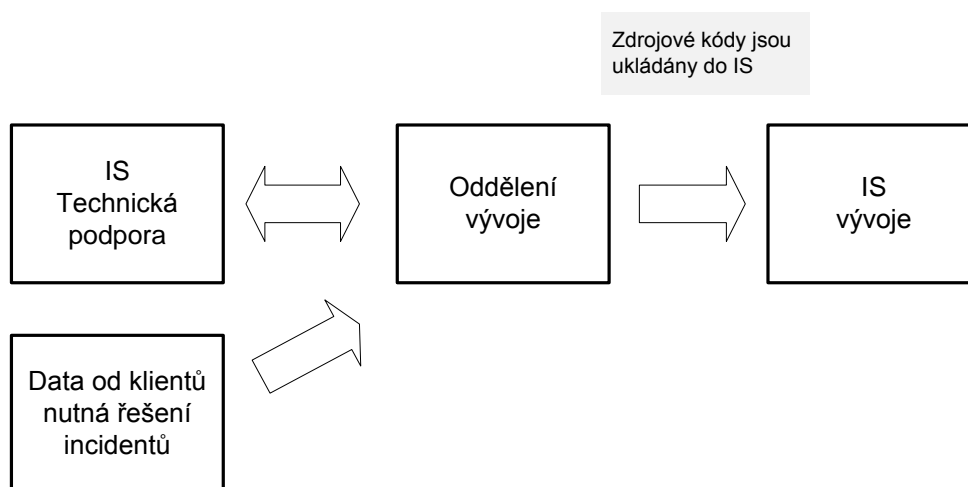 Zdrojové kódy jsou
ukládány do IS
IS
Technická
podpora
Oddělení
vývoje
IS
vývoje
Data od klientů
nutná řešení
incidentů